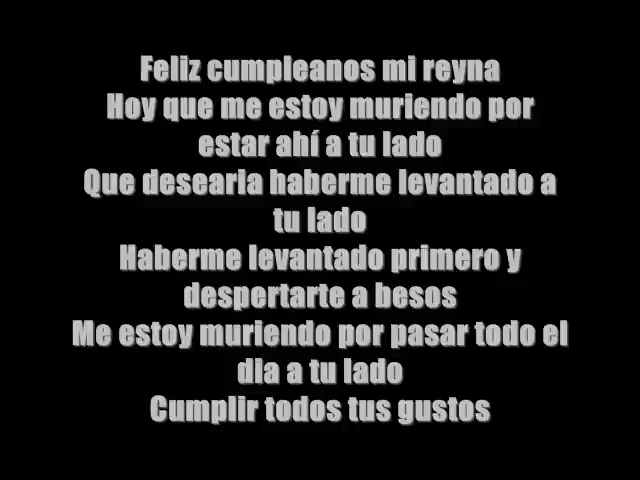 Feliz cumpleanos mi reyna
Hoy que me estoy muriendo por
estar ahí a tu lado
Que desearia haberme levantado a
tu lado
Haberme levantado primero y
despertarte a besos
Me estoy muriendo por pasar todo el
dia a tu lado
Cumplir todos tus gustos